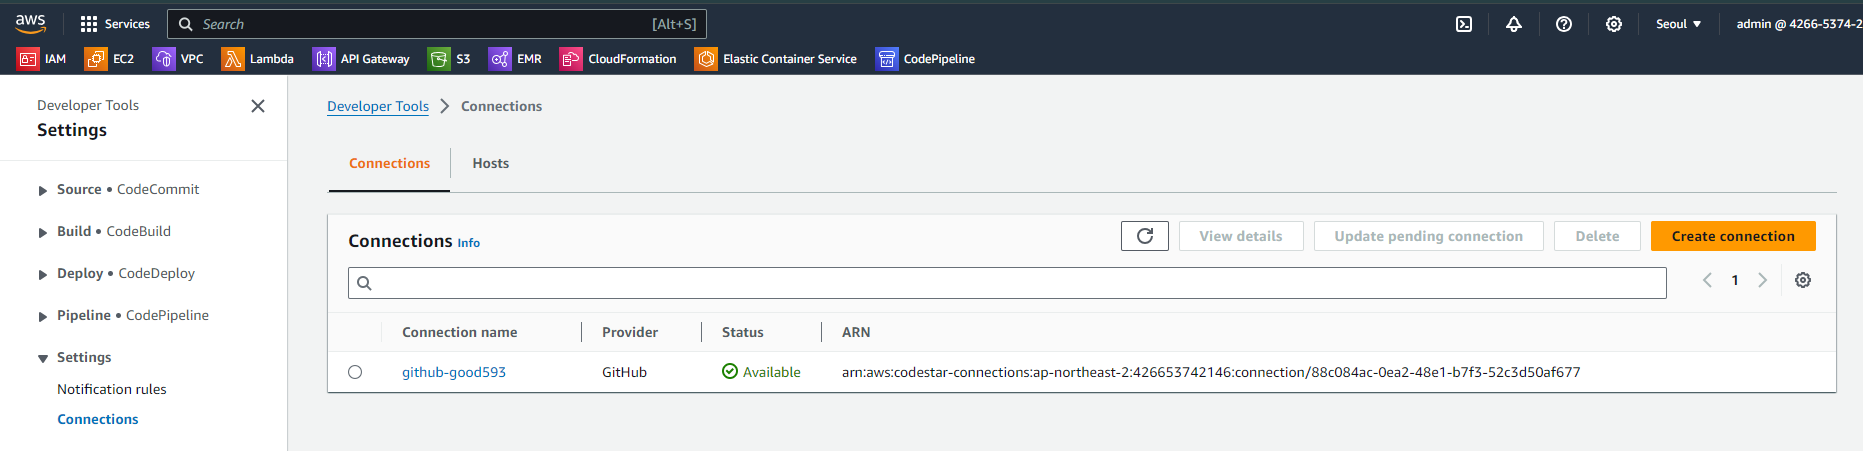 aws Services Search [Alt+S] Seoul ▼ admin @ 4266-5374-2
IAM EC2 VPC Lambda API Gateway S3 EMR CloudFormation Elastic Container Service CodePipeline
Developer Tools
Settings
Source • CodeCommit
Build • CodeBuild
Deploy • CodeDeploy
Pipeline • CodePipeline
Settings
Notification rules
Connections
Developer Tools > Connections
Connections Hosts
Connections Info View details Update pending connection Delete Create connection
1
Connection name Provider Status ARN
github-good593 GitHub Available arn:aws:codestar-connections:ap-northeast-2:426653742146:connection/88c084ac-0ea2-48e1-b7f3-52c3d50af677